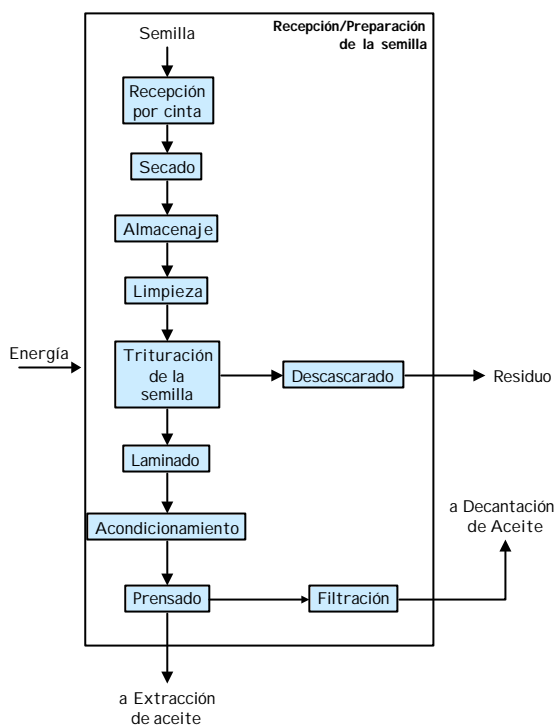 Semilla
Recepción/Preparación
de la semilla
Recepción
por cinta
Secado
Almacenaje
Limpieza
Energía
Trituración
de la
semilla
Descascarado
Residuo
Laminado
a Decantación
de Aceite
Acondicionamiento
Prensado
Filtración
a Extracción
de aceite